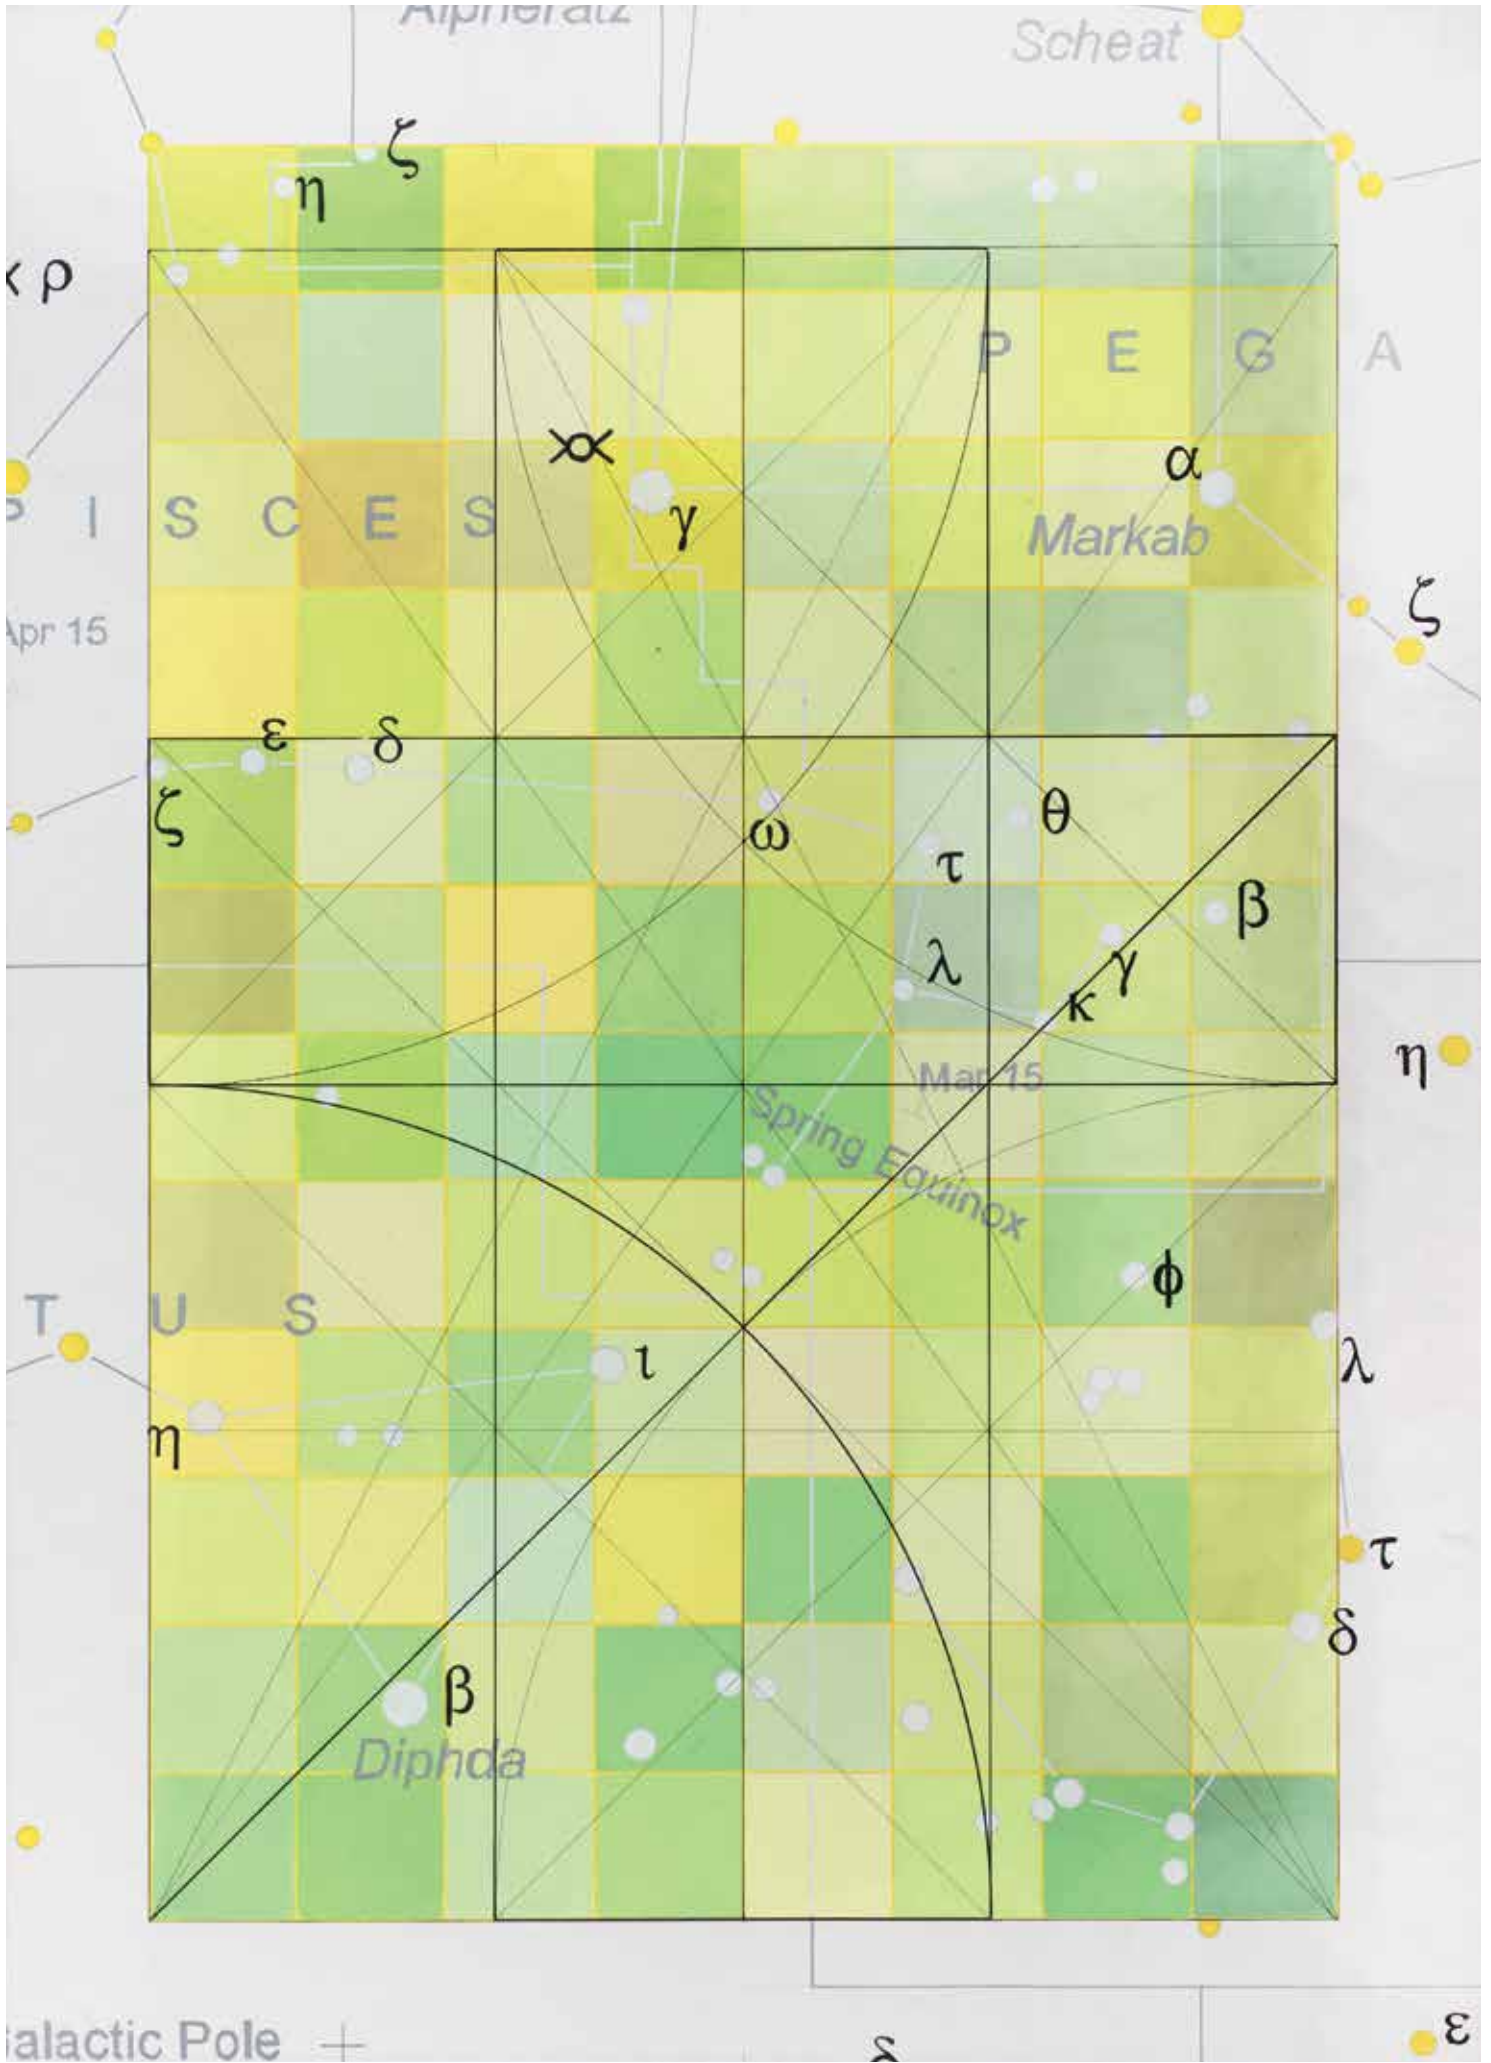 Alpheratz
Scheat
ζ
η
ρ
P E G A
α
γ
P I S C E S
Markab
ζ
Apr 15
ε δ
ζ
ω
θ
τ
β
λ
γ
κ
η
Mar 15
Spring Equinox
φ
T U S
ι
λ
η
τ
δ
β
Diphda
Galactic Pole
ε
δ